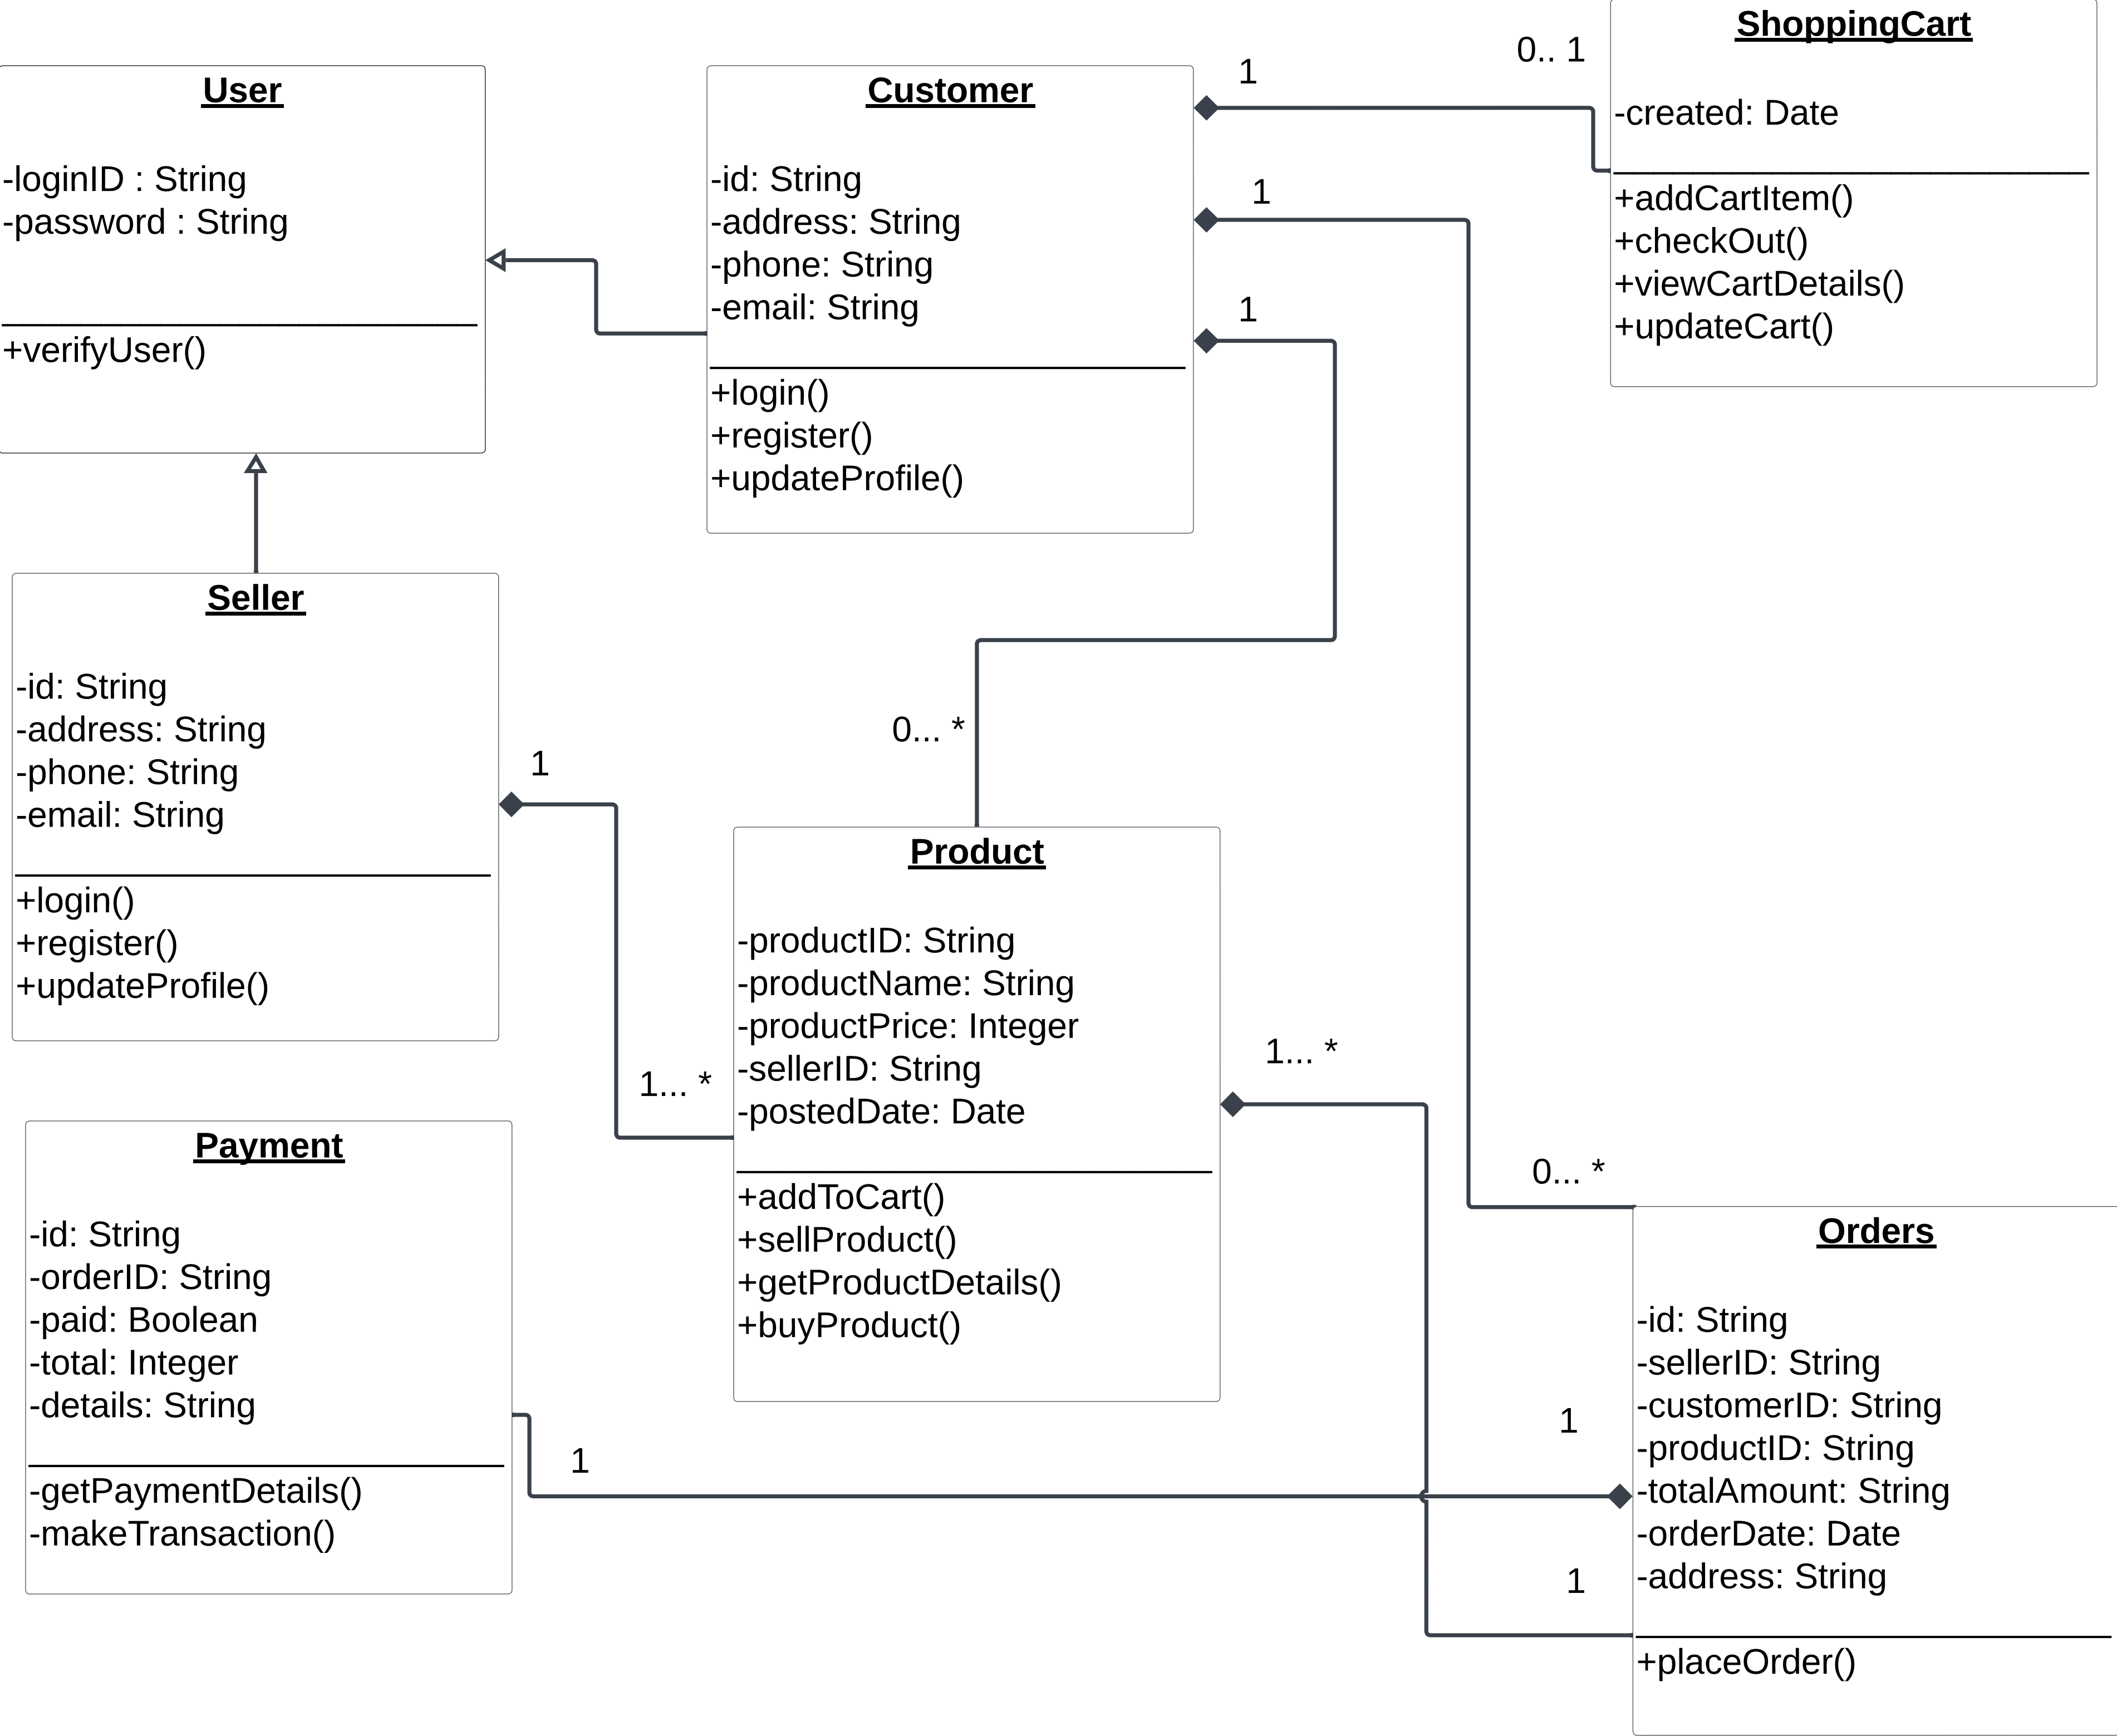 User
-loginID : String
-password : String
+verifyUser()
Customer
-id: String
-address: String
-phone: String
-email: String
+login()
+register()
+updateProfile()
1
0.. 1
1
1
ShoppingCart
-created: Date
+addCartItem()
+checkOut()
+viewCartDetails()
+updateCart()
Seller
-id: String
-address: String
-phone: String
-email: String
+login()
+register()
+updateProfile()
1
1... *
0... *
Product
-productID: String
-productName: String
-productPrice: Integer
-sellerID: String
-postedDate: Date
+addToCart()
+sellProduct()
+getProductDetails()
+buyProduct()
1... *
0... *
Payment
-id: String
-orderID: String
-paid: Boolean
-total: Integer
-details: String
-getPaymentDetails()
-makeTransaction()
1
1
1
Orders
-id: String
-sellerID: String
-customerID: String
-productID: String
-totalAmount: String
-orderDate: Date
-address: String
+placeOrder()